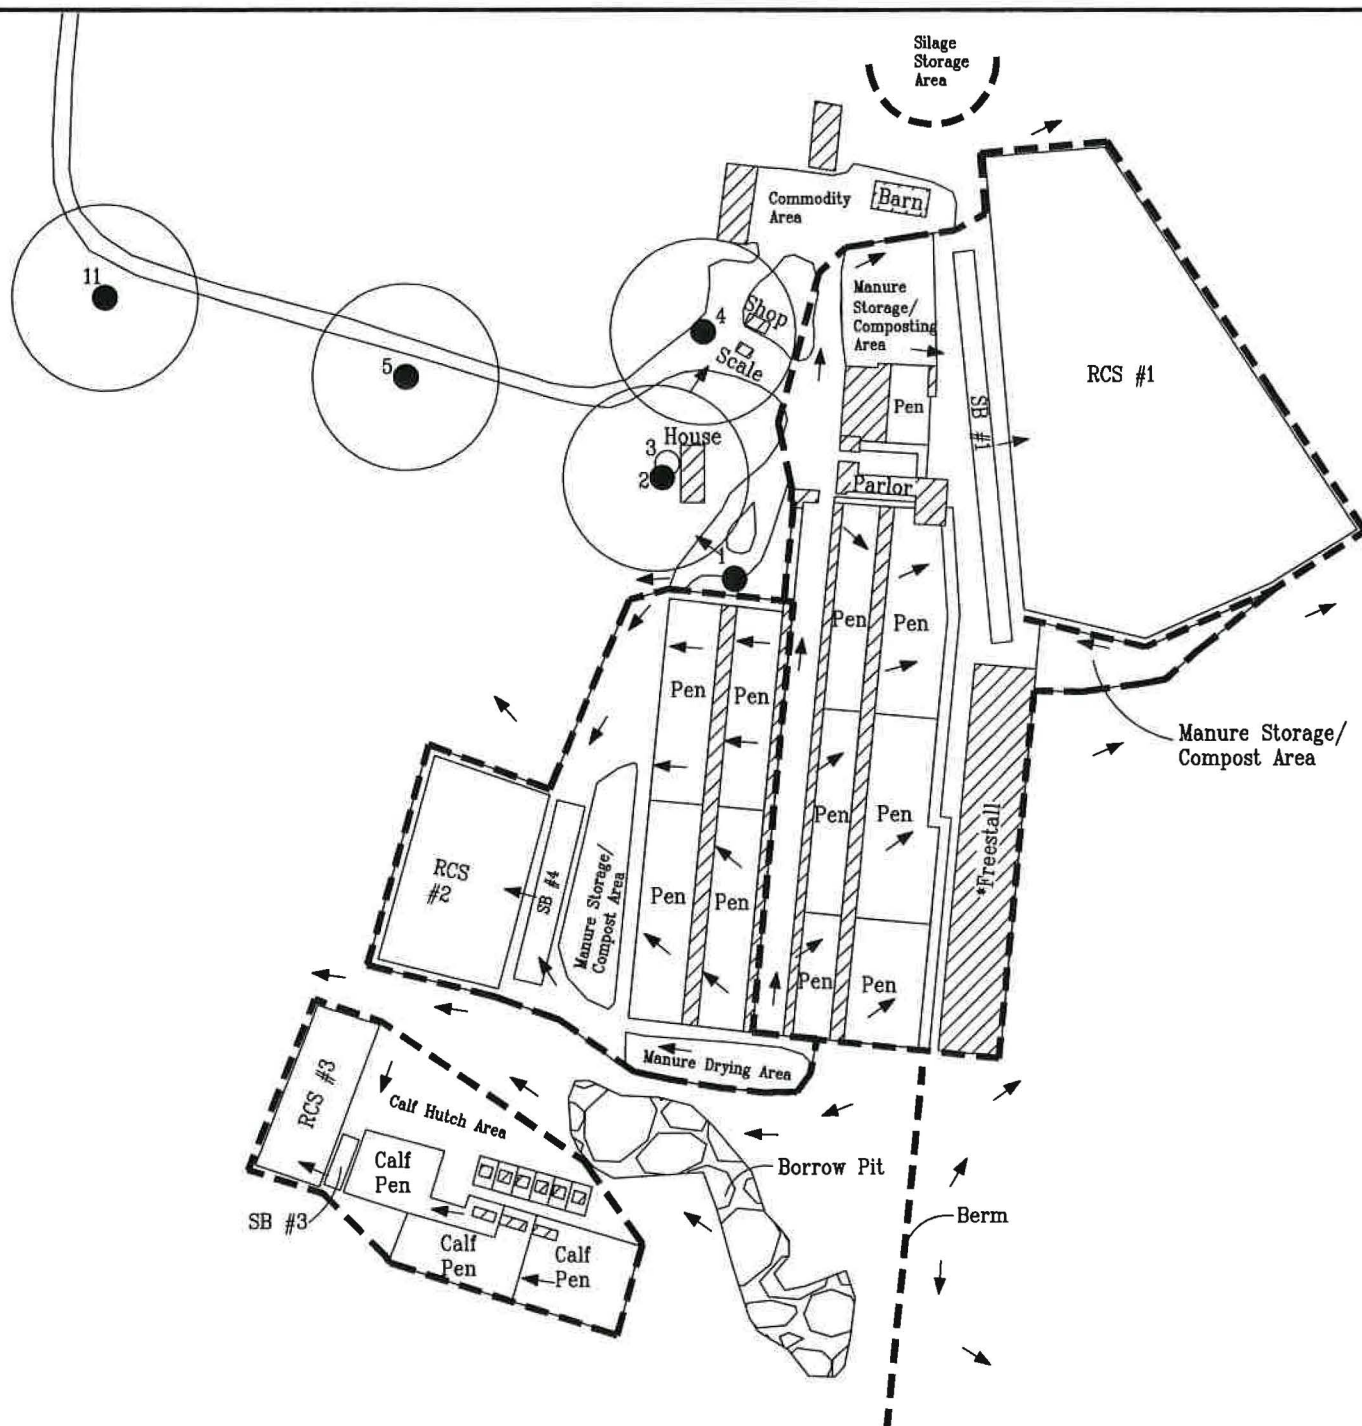 Silage
Storage
Area
Commodity
Area
Barn
11
5
4
Shop
Scale
Manure
Storage/
Composting
Area
Pen
SB #1
RCS #1
House
3
2
Parlor
1
Pen
Pen
Pen
Pen
Manure Storage/
Compost Area
Pen
Pen
*Freestall
RCS
#2
SB #4
Manure Storage/
Compost Area
Pen
Pen
Pen
Pen
Manure Drying Area
RCS #3
Calf Hutch Area
Calf
Pen
SB #3
Calf
Pen
Calf
Pen
Borrow Pit
Berm